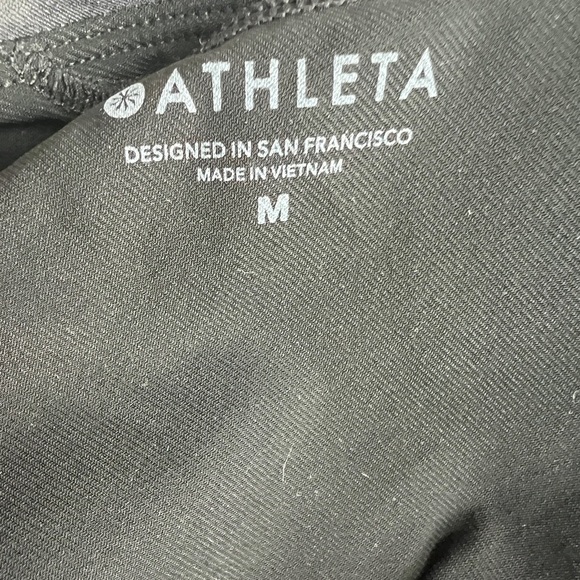 ATHLETA
DESIGNED IN SAN FRANCISCO
MADE IN VIETNAM
M